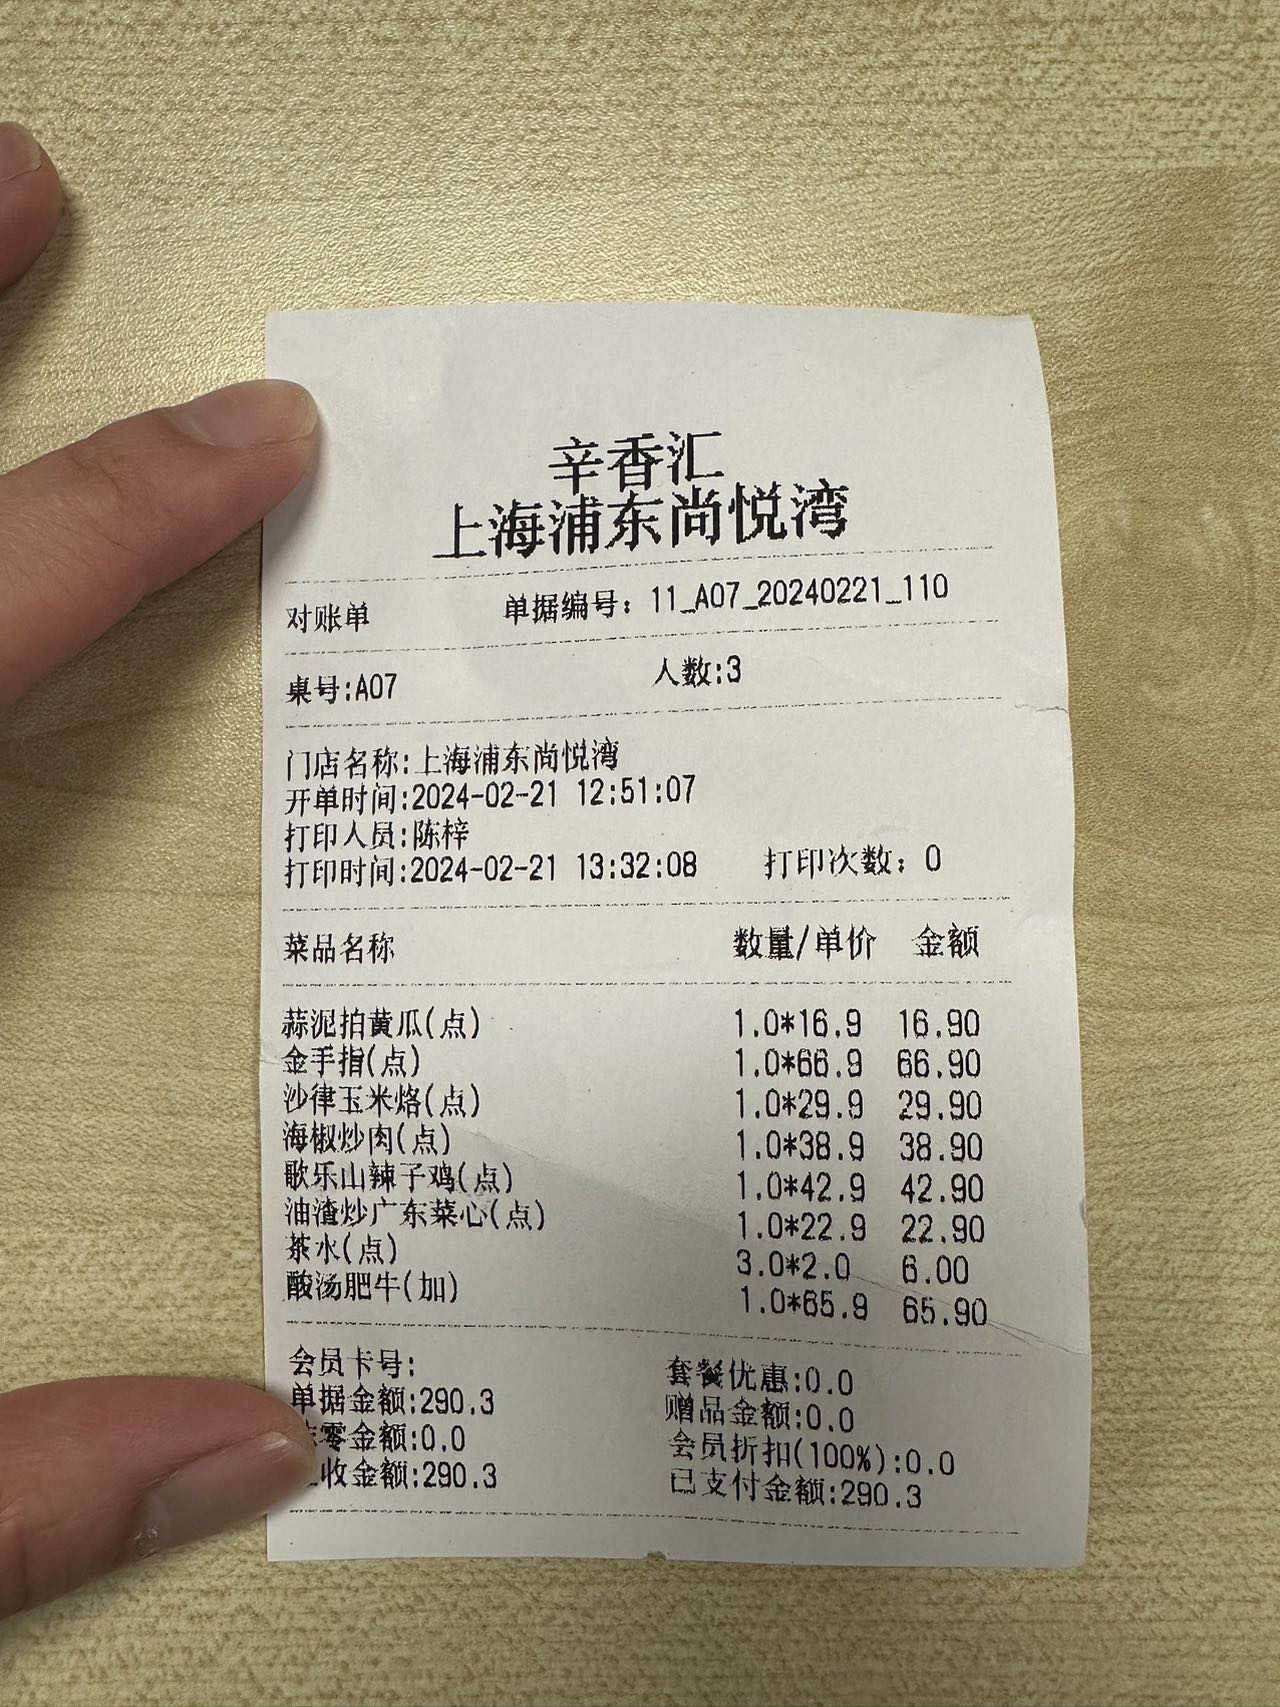 辛香汇
上海浦东尚悦湾
对账单 单据编号：11_A07_20240221_110
桌号:A07 人数:3
门店名称:上海浦东尚悦湾
开单时间:2024-02-21 12:51:07
打印人员:陈梓
打印时间:2024-02-21 13:32:08 打印次数：0
菜品名称 数量/单价 金额
蒜泥拍黄瓜(点) 1.0*16.9 16.90
金手指(点) 1.0*66.9 66.90
沙律玉米烙(点) 1.0*29.9 29.90
海椒炒肉(点) 1.0*38.9 38.90
歌乐山辣子鸡(点) 1.0*42.9 42.90
油渣炒广东菜心(点) 1.0*22.9 22.90
茶水(点) 3.0*2.0 6.00
酸汤肥牛(加) 1.0*65.9 65.90
会员卡号: 套餐优惠:0.0
单据金额:290.3 赠品金额:0.0
零金额:0.0 会员折扣(100%):0.0
收金额:290.3 已支付金额:290.3